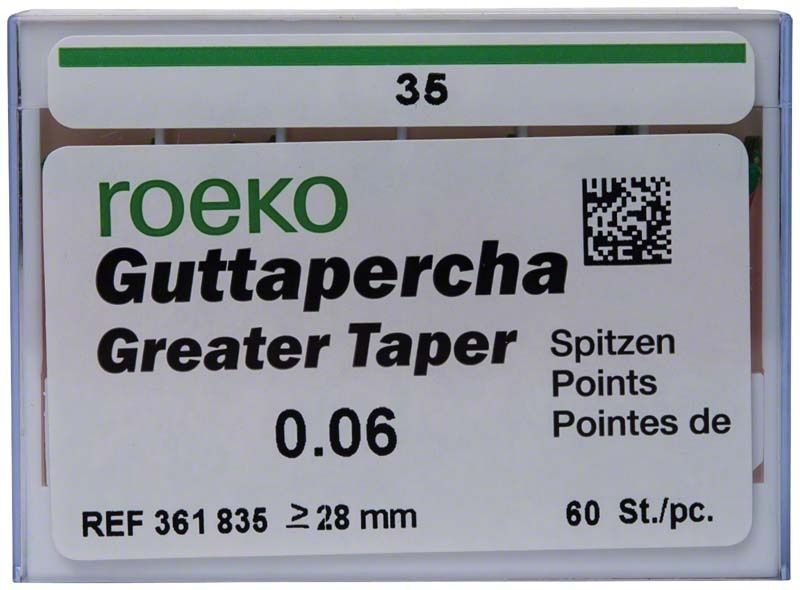 35
roeko
Guttapercha
Greater Taper
Spitzen
Points
Pointes de
0.06
REF 361 835 ≥28 mm
60 St./pc.